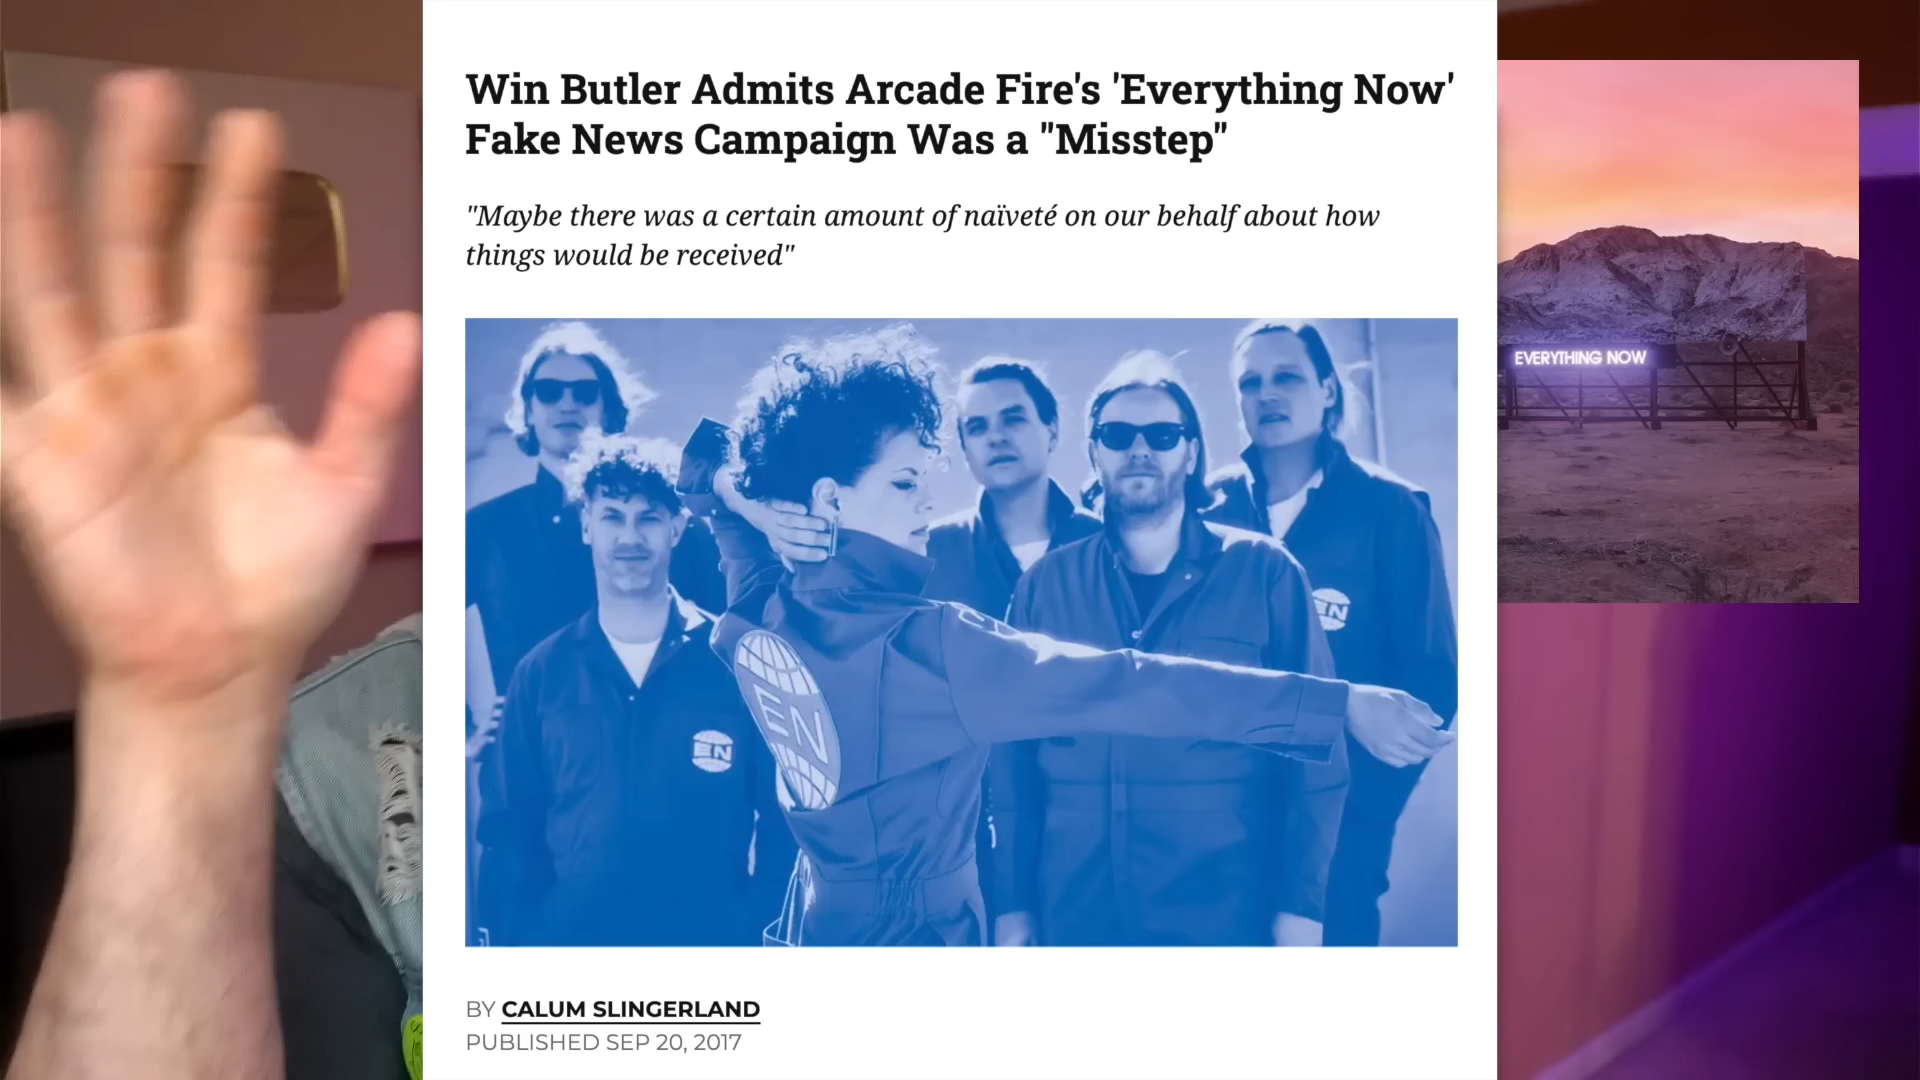 Win Butler Admits Arcade Fire's 'Everything Now'
Fake News Campaign Was a "Misstep"
"Maybe there was a certain amount of naïveté on our behalf about how
things would be received"
EVERYTHING NOW
EN
EN
EN
BY CALUM SLINGERLAND
PUBLISHED SEP 20, 2017